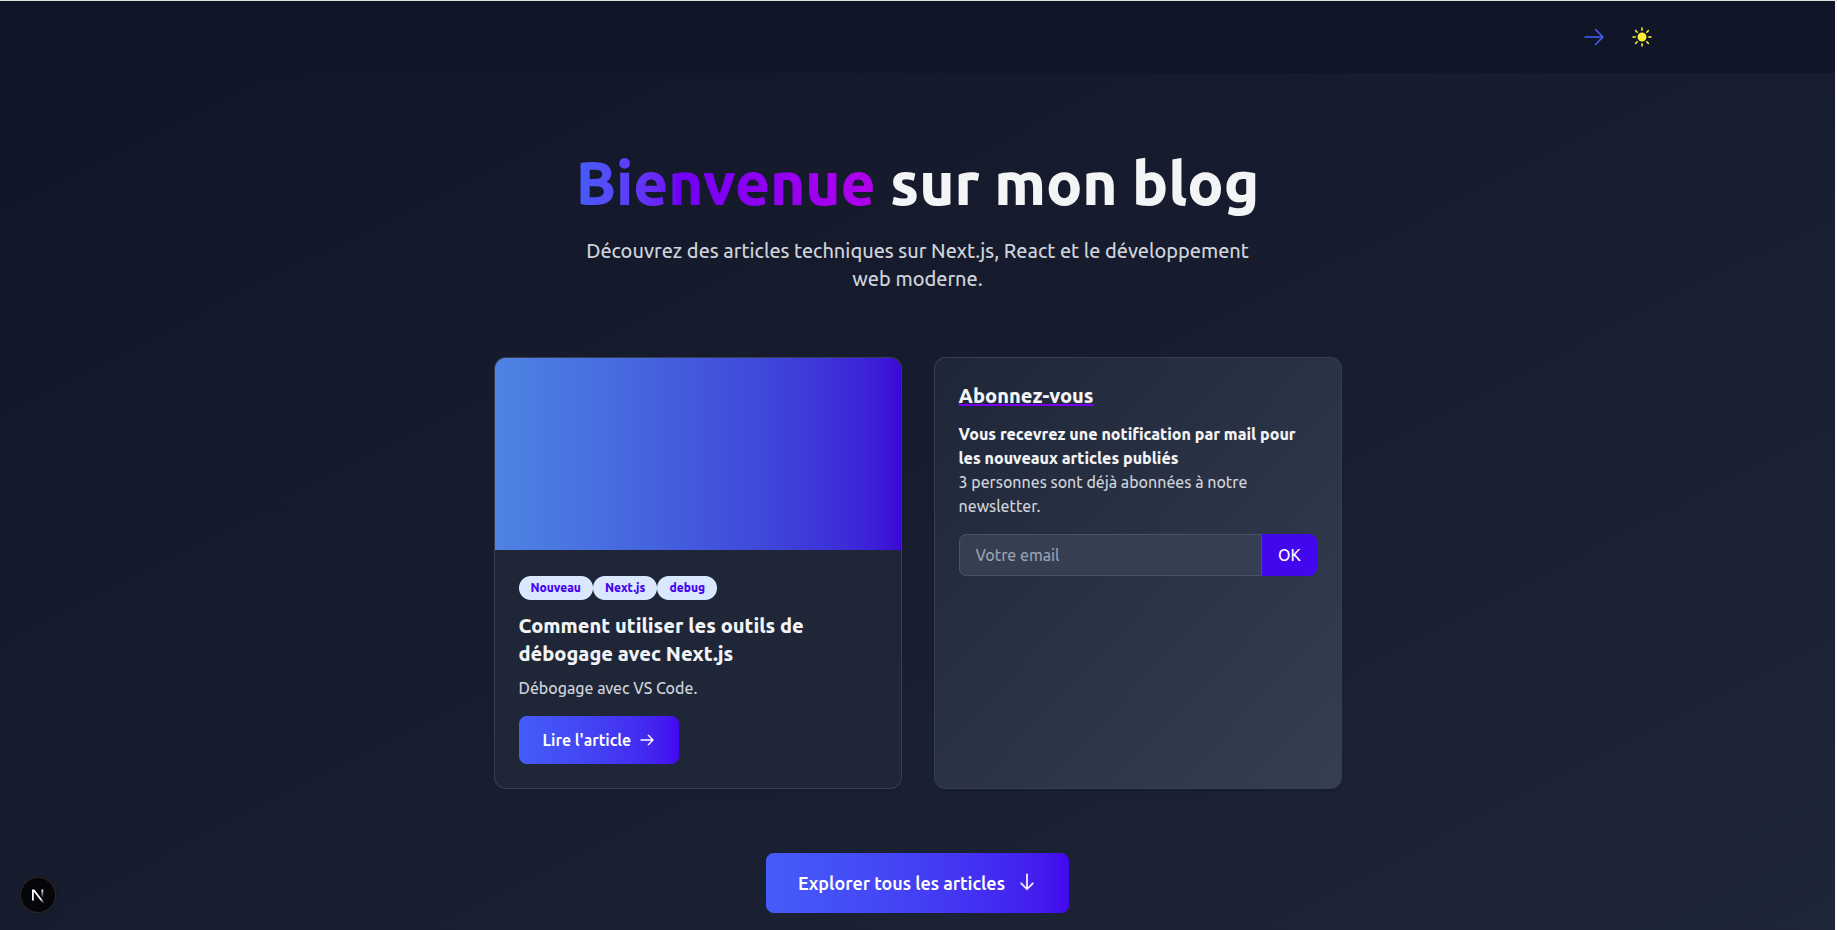 Bienvenue sur mon blog
Découvrez des articles techniques sur Next.js, React et le développement
web moderne.
Nouveau Next.js debug
Comment utiliser les outils de
débogage avec Next.js
Débogage avec VS Code.
Lire l'article
Abonnez-vous
Vous recevrez une notification par mail pour
les nouveaux articles publiés
3 personnes sont déjà abonnées à notre
newsletter.
Votre email
OK
Explorer tous les articles
N